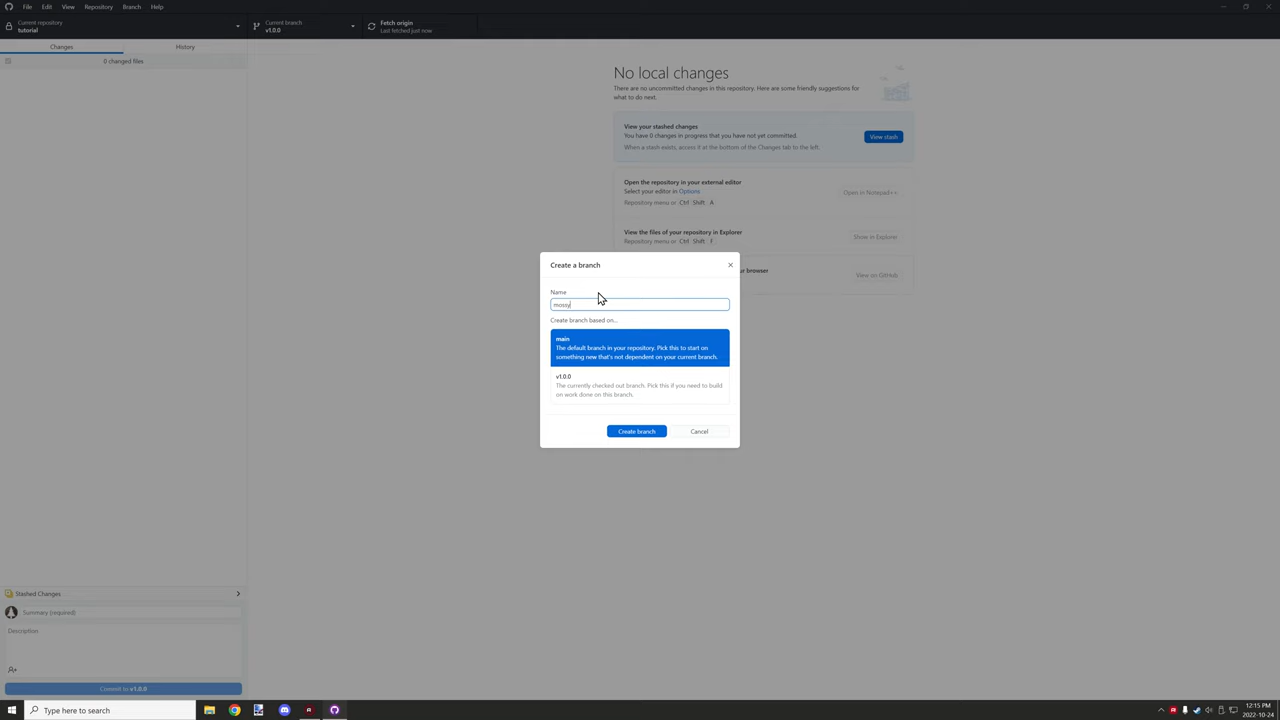 File Edit View Repository Branch Help
Current repository
tutorial
Current branch
v1.0.0
Fetch origin
Last fetched just now
Changes
History
0 changed files
No local changes
There are no uncommitted changes in this repository. Here are some friendly suggestions for
what to do next.
View your stashed changes
You have 0 changes in progress that you have not yet committed.
When a stash exists, access it at the bottom of the Changes tab to the left.
View stash
Open the repository in your external editor
Select your editor in Options
Repository menu or Ctrl Shift A
Open in Notepad++
View the files of your repository in Explorer
Repository menu or Ctrl Shift F
Show in Explorer
ur browser
View on GitHub
Create a branch
Name
mossy
Create branch based on...
main
The default branch in your repository. Pick this to start on
something new that's not dependent on your current branch.
v1.0.0
The currently checked out branch. Pick this if you need to build
on work done on this branch.
Create branch
Cancel
Stashed Changes
Summary (required)
Description
Commit to v1.0.0
Type here to search
12:15 PM
2022-10-24